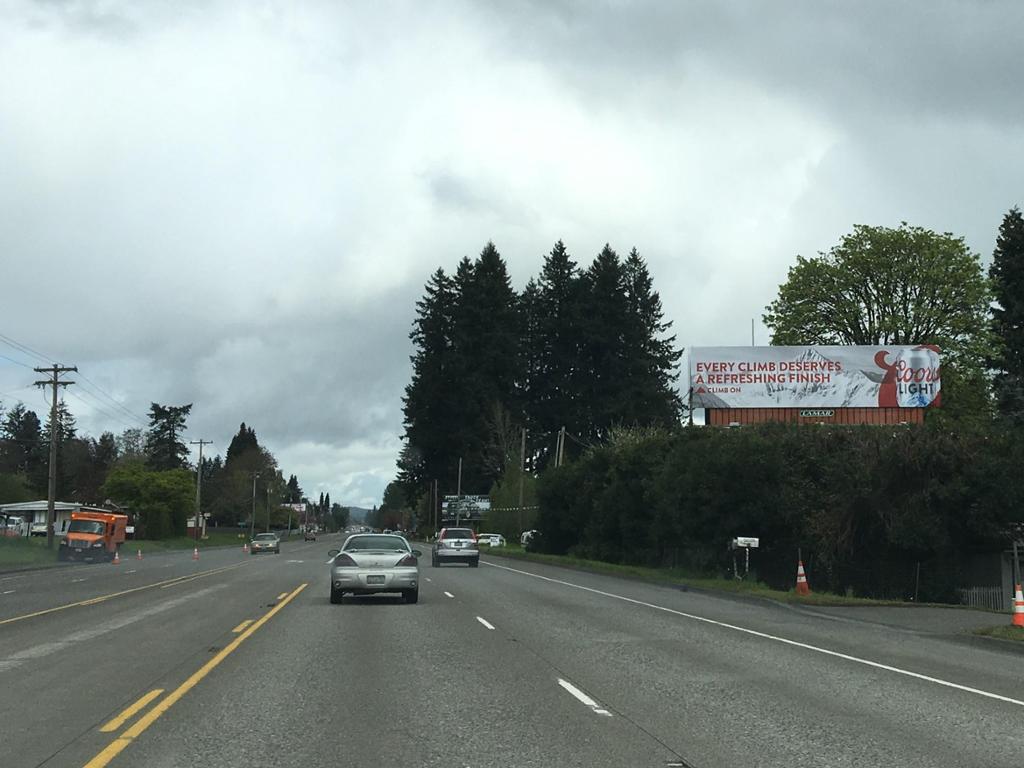 EVERY CLIMB DESERVES
A REFRESHING FINISH
CLIMB ON
Coors
LIGHT
LAMAR